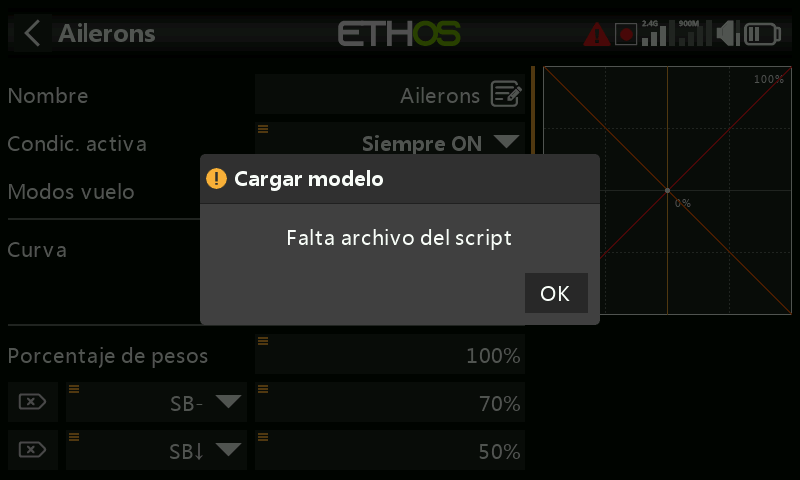 Ailerons
ETHOS
2.4G
900M
Nombre
Ailerons
100%
Condic. activa
Siempre ON
Cargar modelo
Modos vuelo
0%
Falta archivo del script
Curva
OK
Porcentaje de pesos
100%
SB-
70%
SB↓
50%